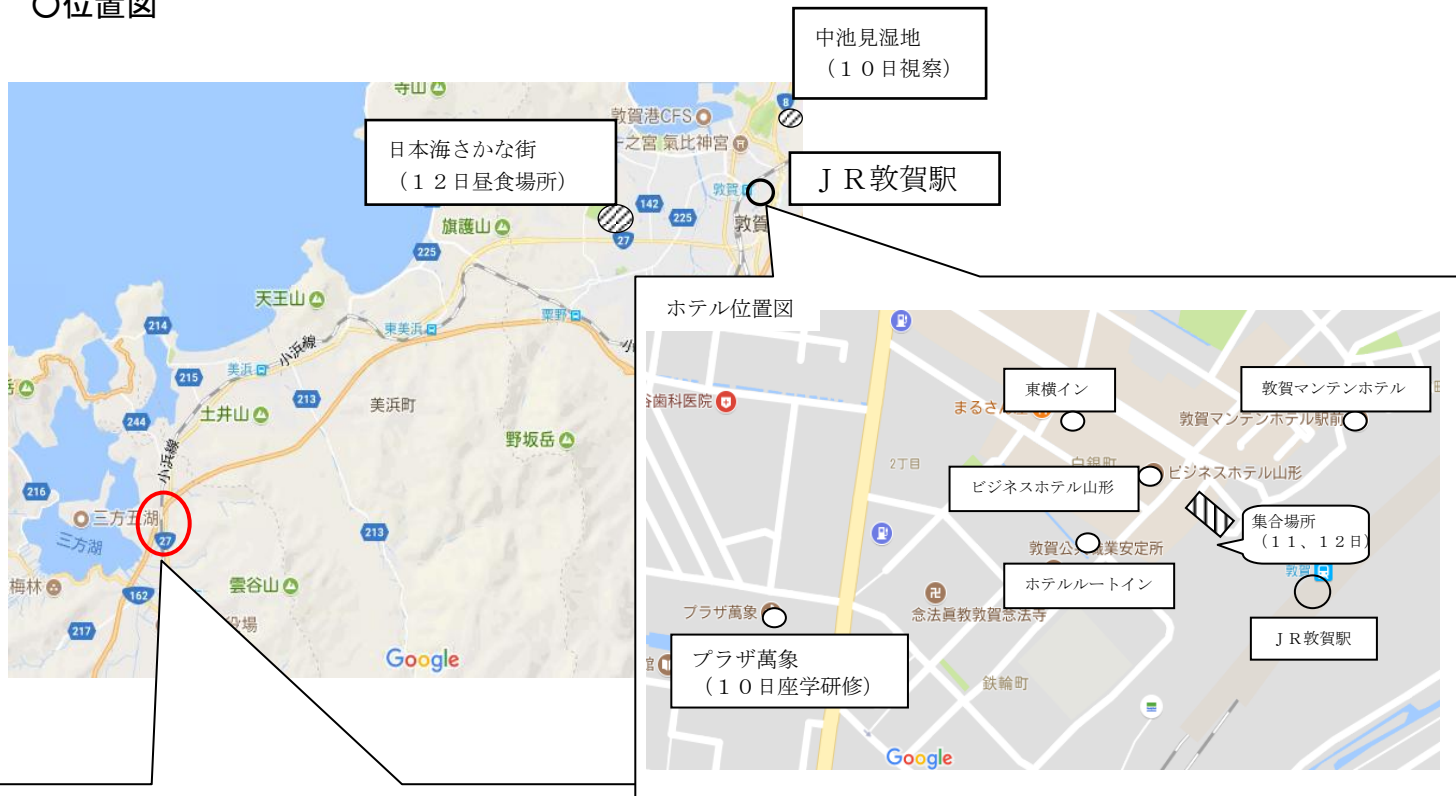 〇位置図
中池見湿地
（１０日視察）
寺山
敦賀港CFS
8
之宮 氣比神宮
日本海さかな街
（１２日昼食場所）
ＪＲ敦賀駅
敦賀
142
225
敦賀
旗護山
27
225
天王山
214
東美浜
粟野
小浜線
美浜
215
213
美浜町
土井山
244
野坂岳
小浜線
216
三方五湖
27
三方湖
213
梅林
162
雲谷山
217
役場
Google
ホテル位置図
東横イン
敦賀マンテンホテル
歯科医院
まるさん
敦賀マンテンホテル駅前
2丁目
白銀町
ビジネスホテル山形
ビジネスホテル山形
集合場所
（１１、１２日）
敦賀公共職業安定所
敦賀
ホテルルートイン
念法眞教敦賀念法寺
プラザ萬象
ＪＲ敦賀駅
プラザ萬象
（１０日座学研修）
鉄輪町
Google